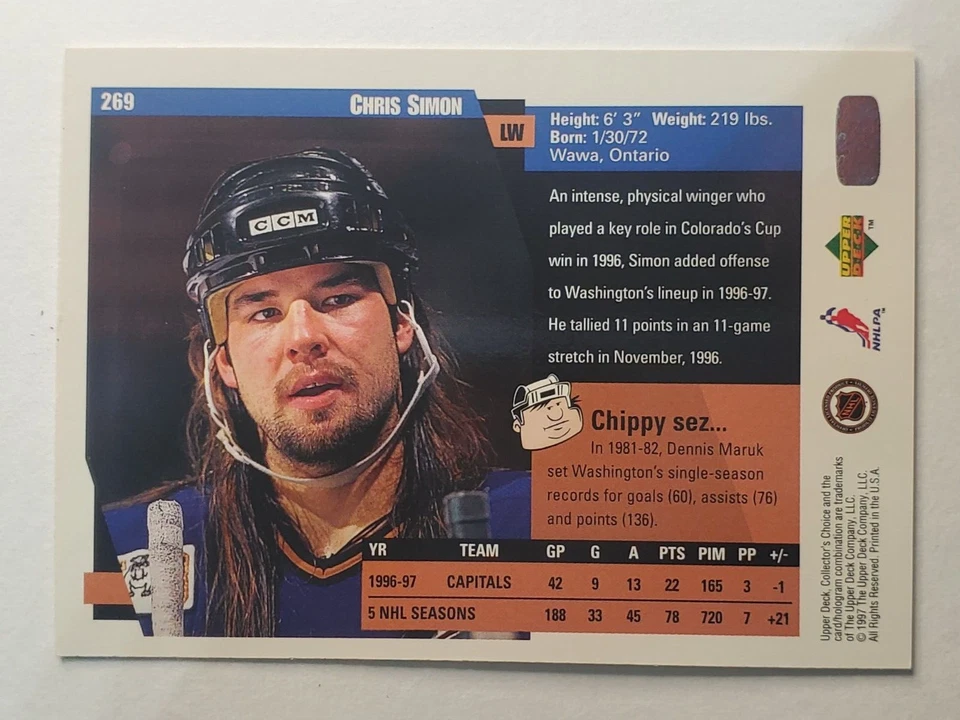 269
CHRIS SIMON
LW
Height: 6' 3" Weight: 219 lbs.
Born: 1/30/72
Wawa, Ontario
An intense, physical winger who
played a key role in Colorado's Cup
win in 1996, Simon added offense
to Washington's lineup in 1996-97.
He tallied 11 points in an 11-game
stretch in November, 1996.
Chippy sez...
In 1981-82, Dennis Maruk
set Washington's single-season
records for goals (60), assists (76)
and points (136).
YR TEAM GP G A PTS PIM PP +/-
1996-97 CAPITALS 42 9 13 22 165 3 -1
5 NHL SEASONS 188 33 45 78 720 7 +21
CCM
UPPER
DECK
TM
NHLPA
NHL
Upper Deck, Collector's Choice and the
card/hologram combination are trademarks
of The Upper Deck Company, LLC.
© 1997 The Upper Deck Company, LLC.
All Rights Reserved. Printed in the U.S.A.